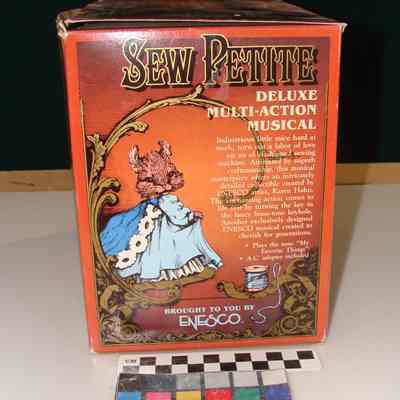 SEW PETITE
DELUXE
MULTI-ACTION
MUSICAL
Industrious little mice hard at
work, turn out a labor of love
on an old-fashioned sewing
machine. Animated by superb
craftsmanship, this musical
masterpiece offers an intricately
detailed collectible created by
ENESCO artist, Karen Hahn.
The enchanting action comes to
life just by turning the key in
the fancy brass-tone keyhole.
Another exclusively designed
ENESCO musical created to
cherish for generations.
• Plays the tune "My
Favorite Things"
• A.C. adapter included
BROUGHT TO YOU BY
ENESCO.